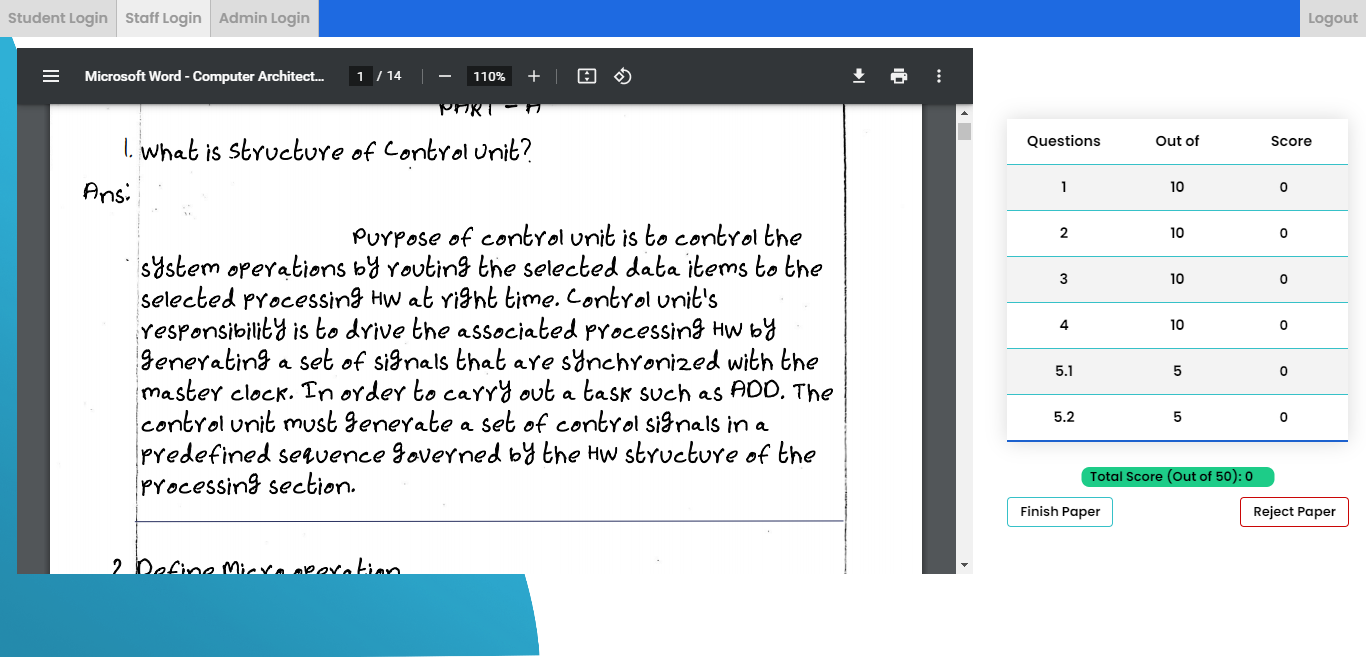 Student Login Staff Login Admin Login Logout
Microsoft Word - Computer Architect... 1 / 14 110%
PART - A
1. What is Structure of Control Unit?
Ans:
Purpose of control unit is to control the
system operations by routing the selected data items to the
selected processing HW at right time. Control unit's
responsibility is to drive the associated processing HW by
generating a set of signals that are synchronized with the
master clock. In order to carry out a task such as ADD. The
control unit must generate a set of control signals in a
predefined sequence governed by the HW structure of the
processing section.
2. Define Micro operation
Questions Out of Score
1 10 0
2 10 0
3 10 0
4 10 0
5.1 5 0
5.2 5 0
Total Score (Out of 50): 0
Finish Paper Reject Paper